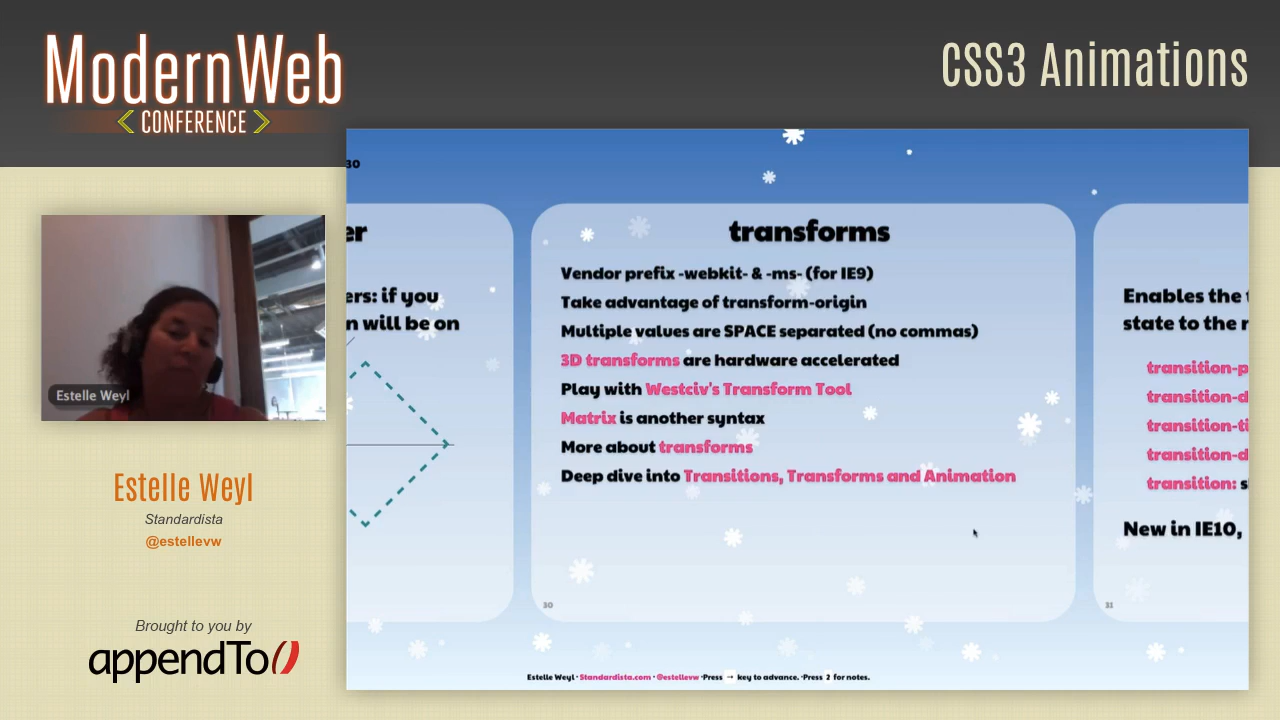 ModernWeb
CONFERENCE
CSS3 Animations
30
er
ers: if you
n will be on
transforms
Vendor prefix -webkit- & -ms- (for IE9)
Take advantage of transform-origin
Multiple values are SPACE separated (no commas)
3D transforms are hardware accelerated
Play with Westciv's Transform Tool
Matrix is another syntax
More about transforms
Deep dive into Transitions, Transforms and Animation
30
Enables the
state to the
transition-p
transition-d
transition-ti
transition-d
transition: s
New in IE10,
31
Estelle Weyl · Standardista.com · @estellevw ·Press → key to advance. ·Press 2 for notes.
Estelle Weyl
Estelle Weyl
Standardista
@estellevw
Brought to you by
appendTo()